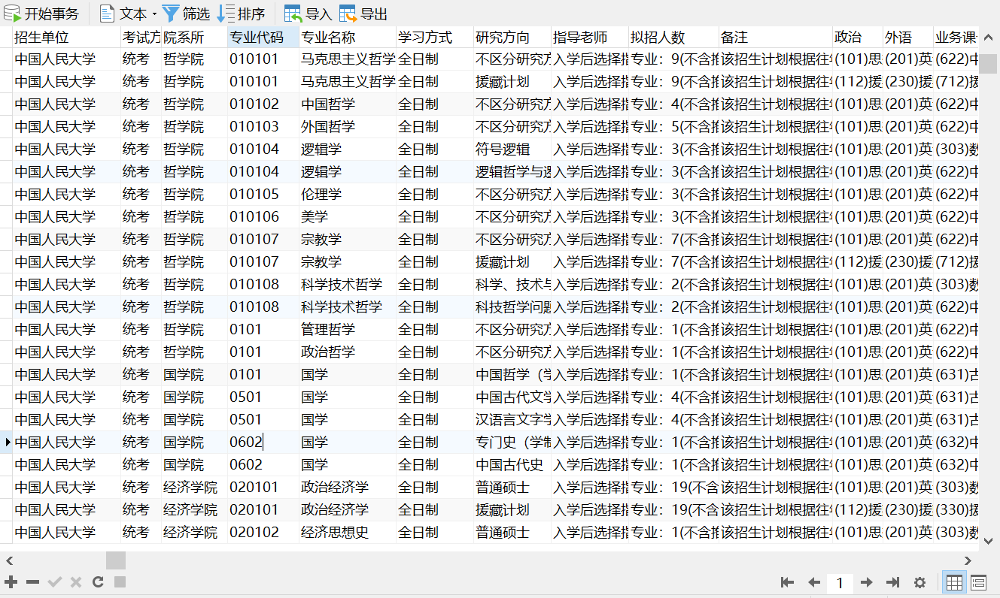 开始事务 文本 筛选 排序 导入 导出
招生单位 考试方 院系所 专业代码 专业名称 学习方式 研究方向 指导老师 拟招人数 备注 政治 外语 业务课
中国人民大学 统考 哲学院 010101 马克思主义哲学 全日制 不区分研究方 入学后选择指 专业：9(不含推 该招生计划根据往年 (101)思 (201)英 (622)中
中国人民大学 统考 哲学院 010101 马克思主义哲学 全日制 援藏计划 入学后选择指 专业：9(不含推 该招生计划根据往年 (112)援 (230)援 (712)援
中国人民大学 统考 哲学院 010102 中国哲学 全日制 不区分研究方 入学后选择指 专业：4(不含推 该招生计划根据往年 (101)思 (201)英 (622)中
中国人民大学 统考 哲学院 010103 外国哲学 全日制 不区分研究方 入学后选择指 专业：5(不含推 该招生计划根据往年 (101)思 (201)英 (622)中
中国人民大学 统考 哲学院 010104 逻辑学 全日制 符号逻辑 入学后选择指 专业：3(不含推 该招生计划根据往年 (101)思 (201)英 (303)数
中国人民大学 统考 哲学院 010104 逻辑学 全日制 逻辑哲学与逻 入学后选择指 专业：3(不含推 该招生计划根据往年 (101)思 (201)英 (622)中
中国人民大学 统考 哲学院 010105 伦理学 全日制 不区分研究方 入学后选择指 专业：3(不含推 该招生计划根据往年 (101)思 (201)英 (622)中
中国人民大学 统考 哲学院 010106 美学 全日制 不区分研究方 入学后选择指 专业：3(不含推 该招生计划根据往年 (101)思 (201)英 (622)中
中国人民大学 统考 哲学院 010107 宗教学 全日制 不区分研究方 入学后选择指 专业：7(不含推 该招生计划根据往年 (101)思 (201)英 (622)中
中国人民大学 统考 哲学院 010107 宗教学 全日制 援藏计划 入学后选择指 专业：7(不含推 该招生计划根据往年 (112)援 (230)援 (712)援
中国人民大学 统考 哲学院 010108 科学技术哲学 全日制 科学、技术与 入学后选择指 专业：2(不含推 该招生计划根据往年 (101)思 (201)英 (303)数
中国人民大学 统考 哲学院 010108 科学技术哲学 全日制 科技哲学问题 入学后选择指 专业：2(不含推 该招生计划根据往年 (101)思 (201)英 (622)中
中国人民大学 统考 哲学院 0101 管理哲学 全日制 不区分研究方 入学后选择指 专业：1(不含推 该招生计划根据往年 (101)思 (201)英 (622)中
中国人民大学 统考 哲学院 0101 政治哲学 全日制 不区分研究方 入学后选择指 专业：1(不含推 该招生计划根据往年 (101)思 (201)英 (622)中
中国人民大学 统考 国学院 0101 国学 全日制 中国哲学（学 入学后选择指 专业：1(不含推 该招生计划根据往年 (101)思 (201)英 (631)古
中国人民大学 统考 国学院 0501 国学 全日制 中国古代文学 入学后选择指 专业：4(不含推 该招生计划根据往年 (101)思 (201)英 (631)古
中国人民大学 统考 国学院 0501 国学 全日制 汉语言文字学 入学后选择指 专业：4(不含推 该招生计划根据往年 (101)思 (201)英 (631)古
中国人民大学 统考 国学院 0602 国学 全日制 专门史（学制 入学后选择指 专业：1(不含推 该招生计划根据往年 (101)思 (201)英 (632)中
中国人民大学 统考 国学院 0602 国学 全日制 中国古代史 入学后选择指 专业：1(不含推 该招生计划根据往年 (101)思 (201)英 (632)中
中国人民大学 统考 经济学院 020101 政治经济学 全日制 普通硕士 入学后选择指 专业：19(不含 该招生计划根据往年 (101)思 (201)英 (303)数
中国人民大学 统考 经济学院 020101 政治经济学 全日制 援藏计划 入学后选择指 专业：19(不含 该招生计划根据往年 (112)援 (230)援 (330)援
中国人民大学 统考 经济学院 020102 经济思想史 全日制 普通硕士 入学后选择指 专业：1(不含推 该招生计划根据往年 (101)思 (201)英 (303)数
1